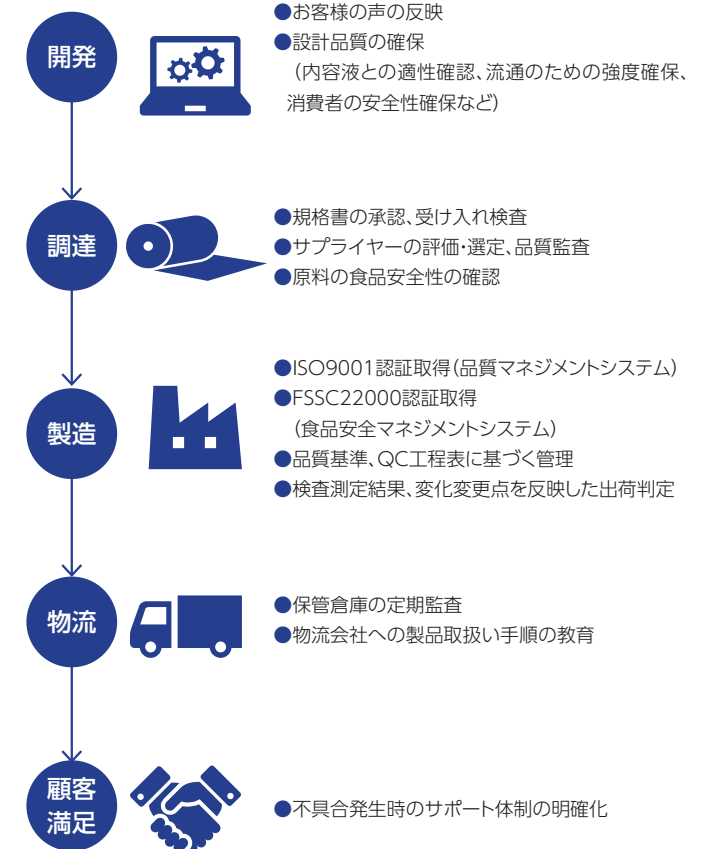 開発
●お客様の声の反映
●設計品質の確保
（内容液との適性確認、流通のための強度確保、
消費者の安全性確保など）
調達
●規格書の承認、受け入れ検査
●サプライヤーの評価・選定、品質監査
●原料の食品安全性の確認
製造
●ISO9001認証取得（品質マネジメントシステム）
●FSSC22000認証取得
（食品安全マネジメントシステム）
●品質基準、QC工程表に基づく管理
●検査測定結果、変化変更点を反映した出荷判定
物流
●保管倉庫の定期監査
●物流会社への製品取扱い手順の教育
顧客
満足
●不具合発生時のサポート体制の明確化